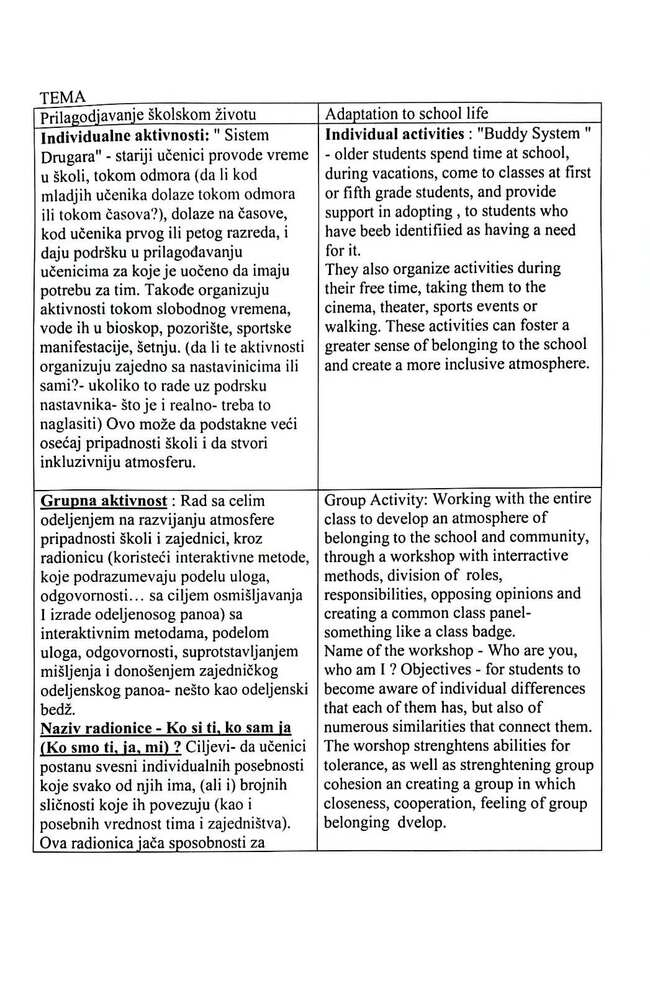 TEMA
Prilagodjavanje školskom životu
Individualne aktivnosti: " Sistem
Drugara" - stariji učenici provode vreme
u školi, tokom odmora (da li kod
mladjih učenika dolaze tokom odmora
ili tokom časova?), dolaze na časove,
kod učenika prvog ili petog razreda, i
daju podršku u prilagođavanju
učenicima za koje je uočeno da imaju
potrebu za tim. Takođe organizuju
aktivnosti tokom slobodnog vremena,
vode ih u bioskop, pozorište, sportske
manifestacije, šetnju. (da li te aktivnosti
organizuju zajedno sa nastavinicima ili
sami?- ukoliko to rade uz podrsku
nastavnika- što je i realno- treba to
naglasiti) Ovo može da podstakne veći
osećaj pripadnosti školi i da stvori
inkluzivniju atmosferu.
Adaptation to school life
Individual activities : "Buddy System "
- older students spend time at school,
during vacations, come to classes at first
or fifth grade students, and provide
support in adopting , to students who
have beeb identifiied as having a need
for it.
They also organize activities during
their free time, taking them to the
cinema, theater, sports events or
walking. These activities can foster a
greater sense of belonging to the school
and create a more inclusive atmosphere.
Grupna aktivnost : Rad sa celim
odeljenjem na razvijanju atmosfere
pripadnosti školi i zajednici, kroz
radionicu (koristeći interaktivne metode,
koje podrazumevaju podelu uloga,
odgovornosti... sa ciljem osmišljavanja
I izrade odeljenosog panoa) sa
interaktivnim metodama, podelom
uloga, odgovornosti, suprotstavljanjem
mišljenja i donošenjem zajedničkog
odeljenskog panoa- nešto kao odeljenski
bedž.
Naziv radionice - Ko si ti, ko sam ja
(Ko smo ti, ja, mi) ? Ciljevi- da učenici
postanu svesni individualnih posebnosti
koje svako od njih ima, (ali i) brojnih
sličnosti koje ih povezuju (kao i
posebnih vrednost tima i zajedništva).
Ova radionica jača sposobnosti za
Group Activity: Working with the entire
class to develop an atmosphere of
belonging to the school and community,
through a workshop with interractive
methods, division of roles,
responsibilities, opposing opinions and
creating a common class panel-
something like a class badge.
Name of the workshop - Who are you,
who am I ? Objectives - for students to
become aware of individual differences
that each of them has, but also of
numerous similarities that connect them.
The worshop strenghtens abilities for
tolerance, as well as strenghtening group
cohesion an creating a group in which
closeness, cooperation, feeling of group
belonging dvelop.